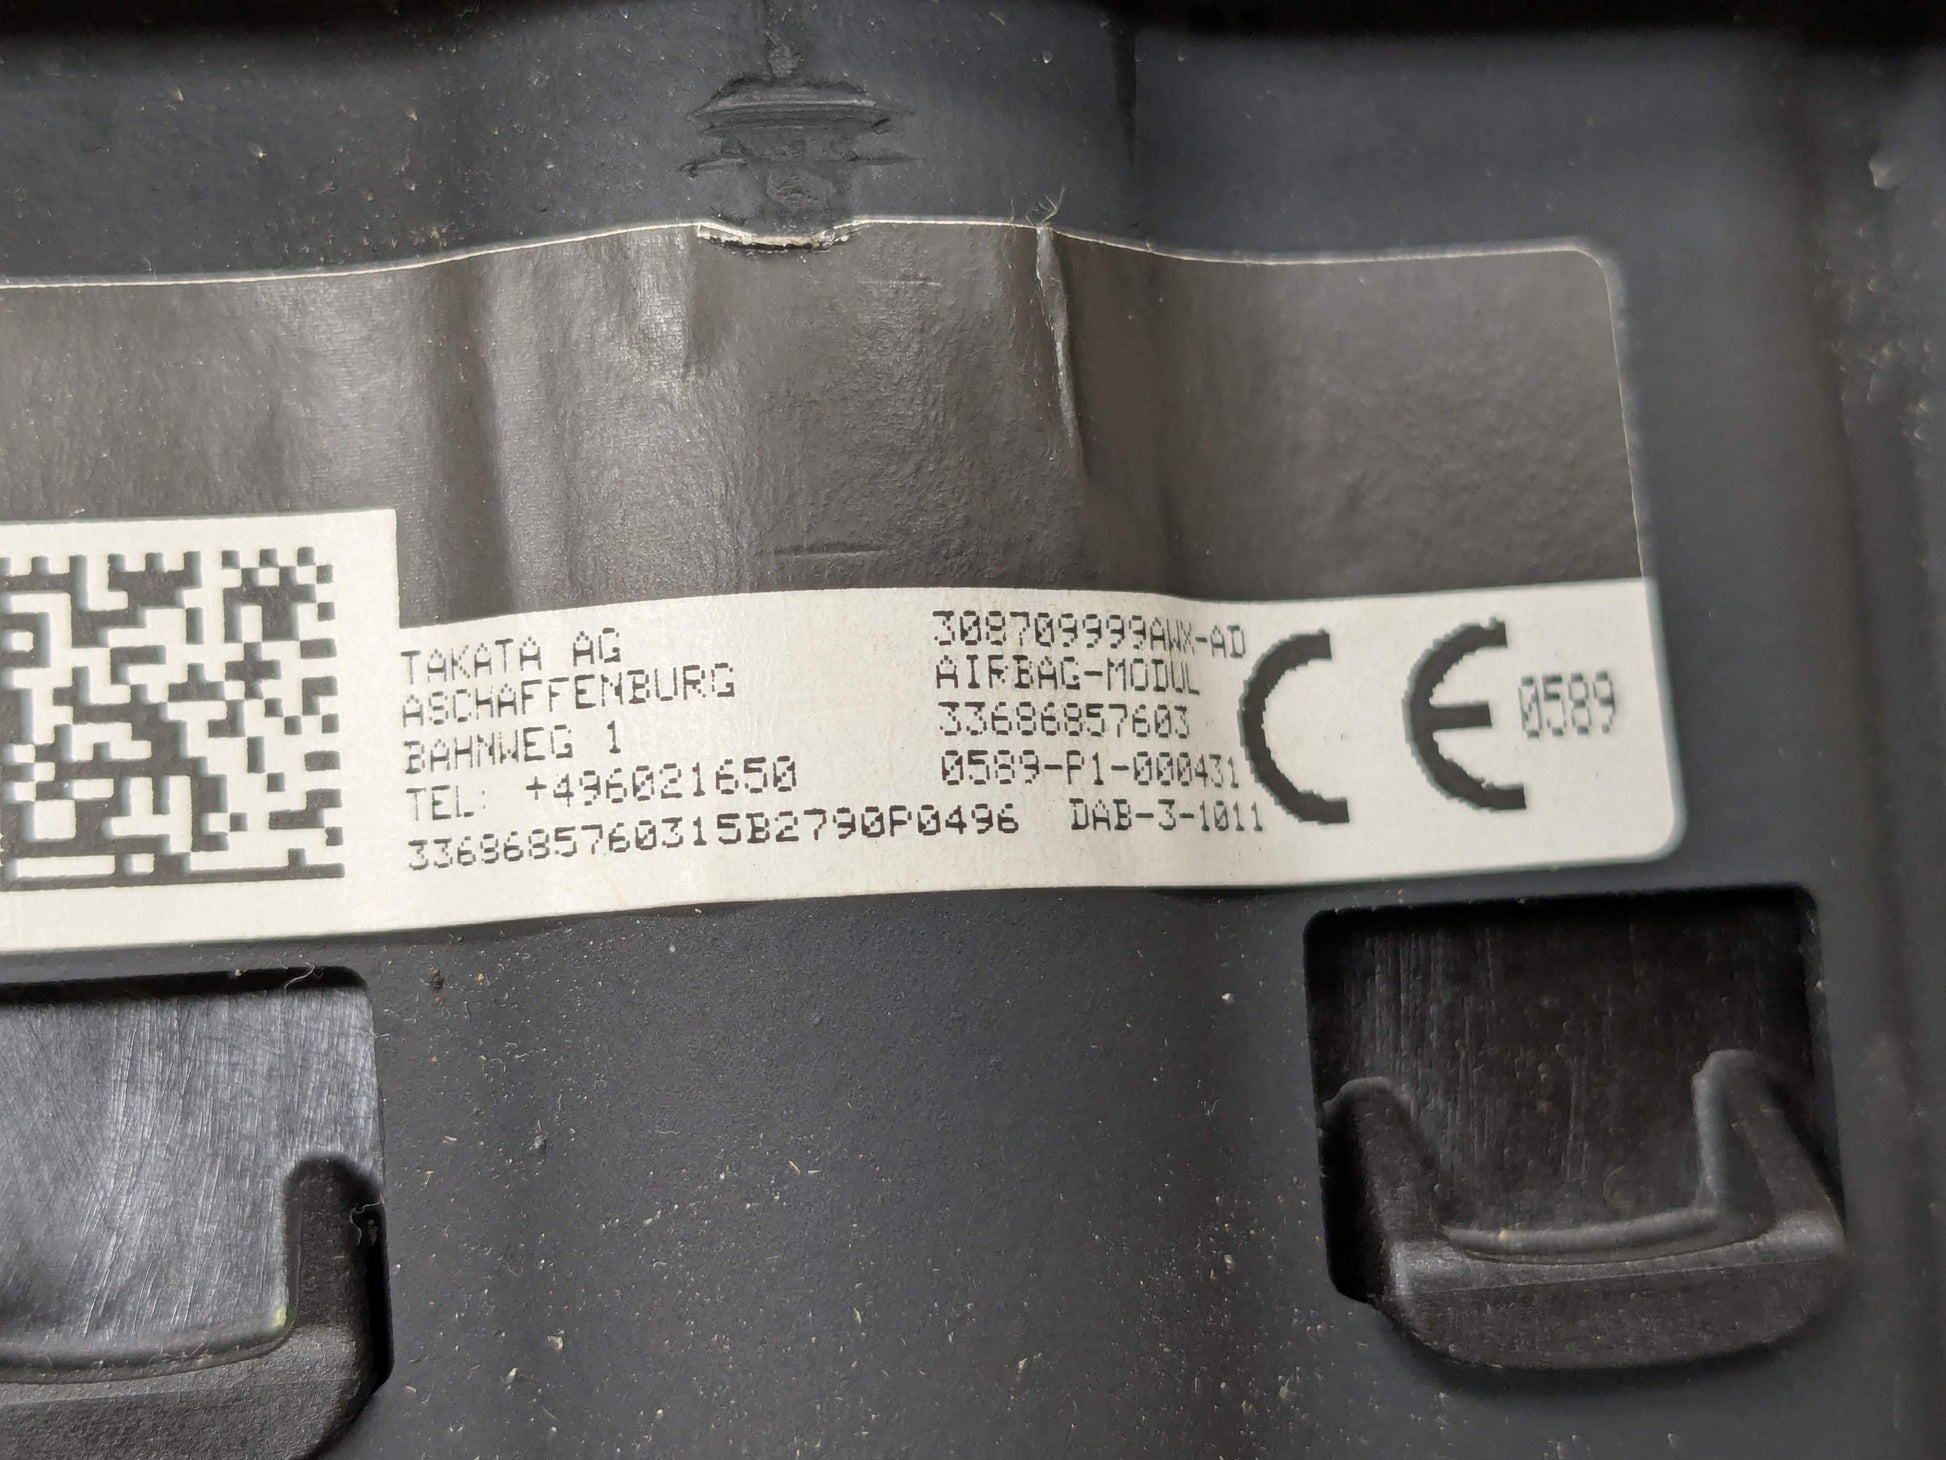 TAKATA AG
ASCHAFFENBURG
BAHNWEG 1
TEL: +496021650
3368685760315B2790P0496
308709999AWX-AD
AIRBAG-MODUL
33686857603
0589-P1-000431
DAB-3-1011
CE 0589